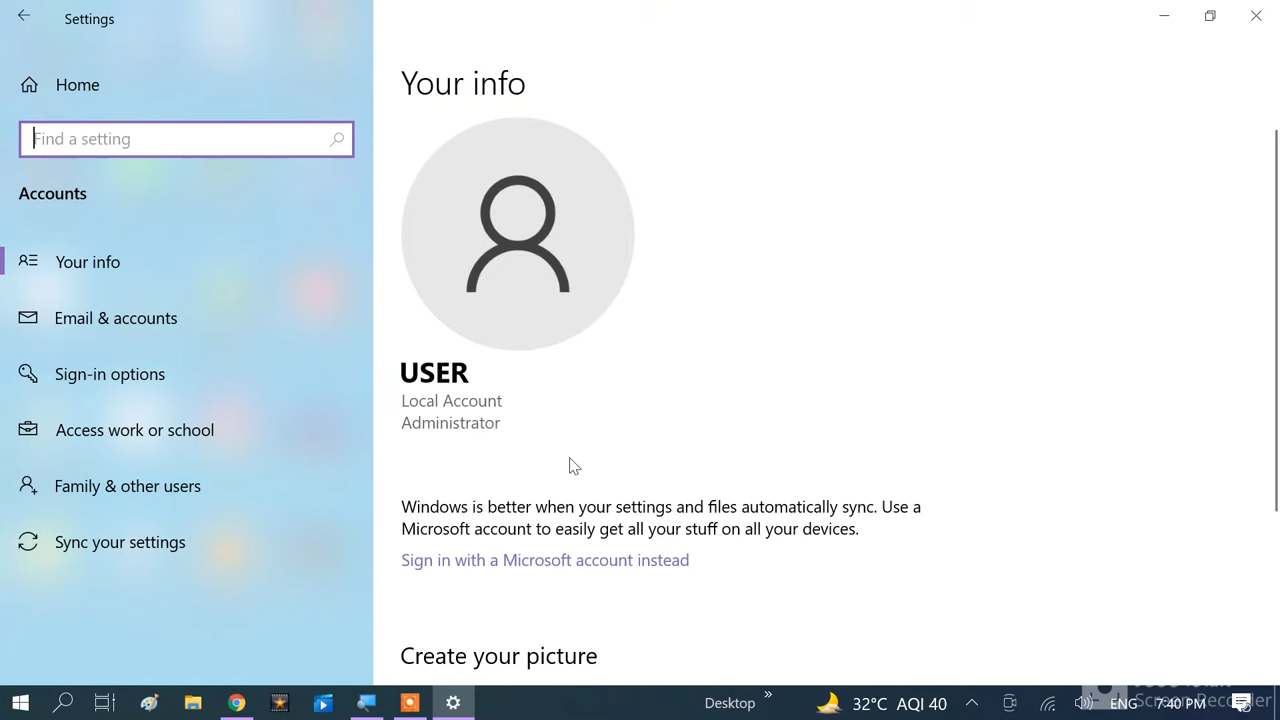 Settings
Home
Find a setting
Accounts
Your info
Email & accounts
Sign-in options
Access work or school
Family & other users
Sync your settings
Your info
USER
Local Account
Administrator
Windows is better when your settings and files automatically sync. Use a
Microsoft account to easily get all your stuff on all your devices.
Sign in with a Microsoft account instead
Create your picture
Desktop
32°C AQI 40
ENG
7:40 PM
Screen Recorder